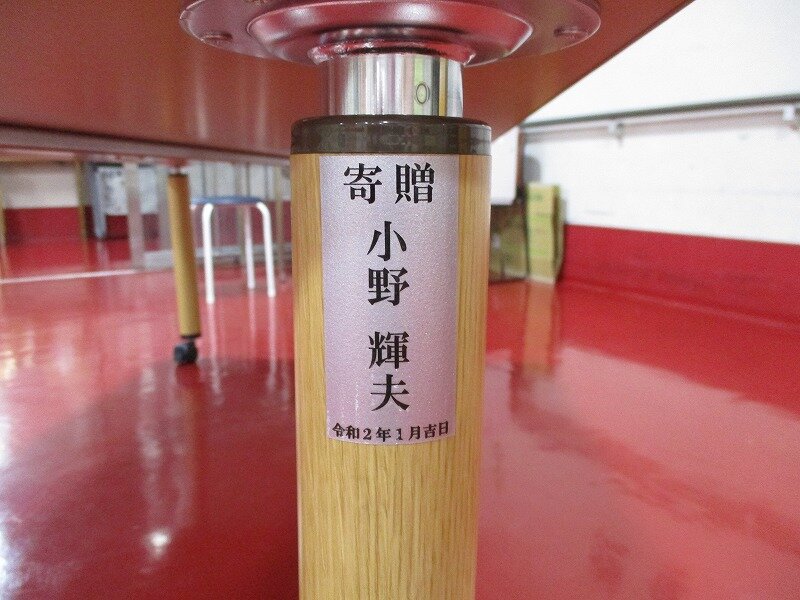 寄贈
小野 輝夫
令和2年1月吉日